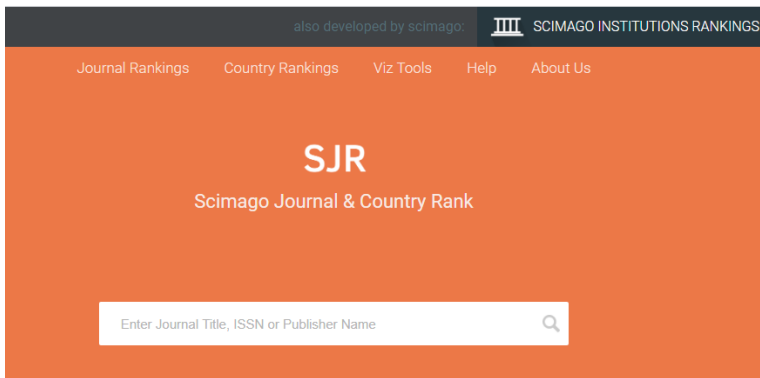 also developed by scimago: SCIMAGO INSTITUTIONS RANKINGS
Journal Rankings Country Rankings Viz Tools Help About Us
SJR
Scimago Journal & Country Rank
Enter Journal Title, ISSN or Publisher Name